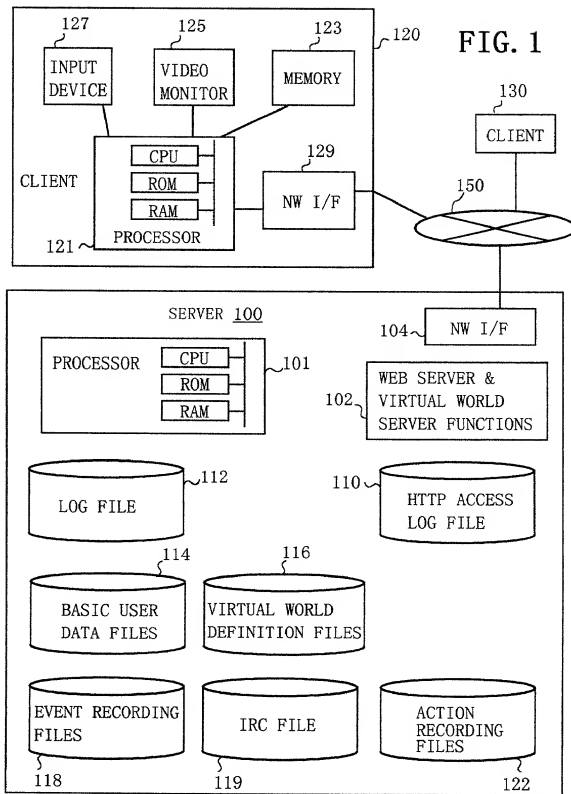 FIG. 1
127
INPUT
DEVICE
125
VIDEO
MONITOR
123
MEMORY
120
130
CLIENT
CLIENT
CPU
ROM
RAM
PROCESSOR
121
129
NW I/F
150
SERVER 100
104
NW I/F
PROCESSOR
CPU
ROM
RAM
101
102
WEB SERVER &
VIRTUAL WORLD
SERVER FUNCTIONS
112
LOG FILE
110
HTTP ACCESS
LOG FILE
114
BASIC USER
DATA FILES
116
VIRTUAL WORLD
DEFINITION FILES
EVENT RECORDING
FILES
118
IRC FILE
119
ACTION
RECORDING
FILES
122